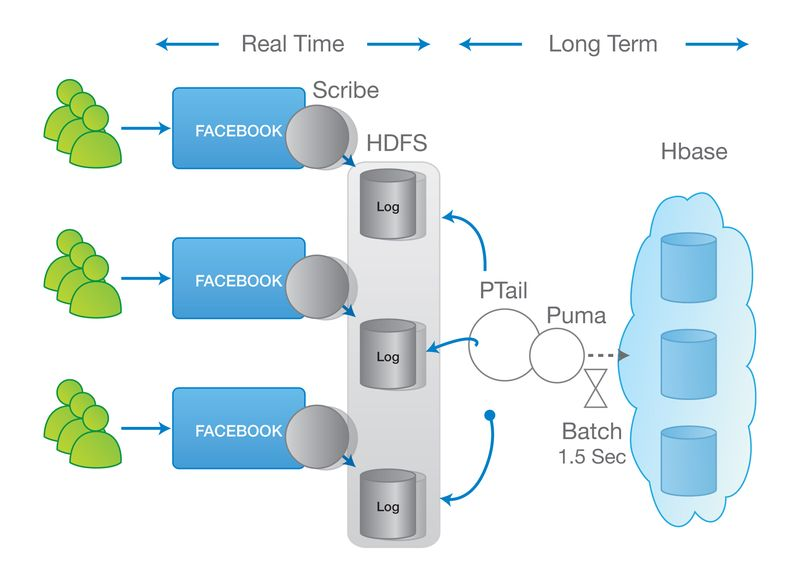 Real Time
Long Term
Scribe
FACEBOOK
HDFS
Hbase
Log
FACEBOOK
PTail
Puma
Log
Batch
1.5 Sec
FACEBOOK
Log